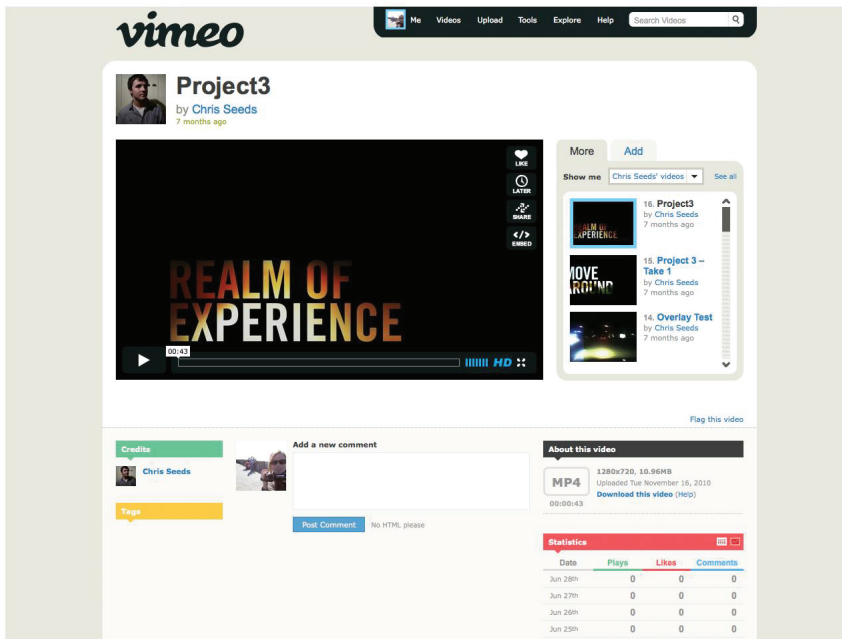 vimeo
Me Videos Upload Tools Explore Help Search Videos
Project3
by Chris Seeds
7 months ago
LIKE
LATER
SHARE
EMBED
REALM OF
EXPERIENCE
00:43
HD
More Add
Show me Chris Seeds' videos See all
REALM OF
EXPERIENCE
16. Project3
by Chris Seeds
7 months ago
MOVE
AROUND
15. Project 3 –
Take 1
by Chris Seeds
7 months ago
14. Overlay Test
by Chris Seeds
7 months ago
Flag this video
Credits
Chris Seeds
Tags
Add a new comment
Post Comment No HTML please
About this video
MP4
00:00:43
1280x720, 10.96MB
Uploaded Tue November 16, 2010
Download this video (Help)
Statistics
Date Plays Likes Comments
Jun 28th 0 0 0
Jun 27th 0 0 0
Jun 26th 0 0 0
Jun 25th 0 0 0